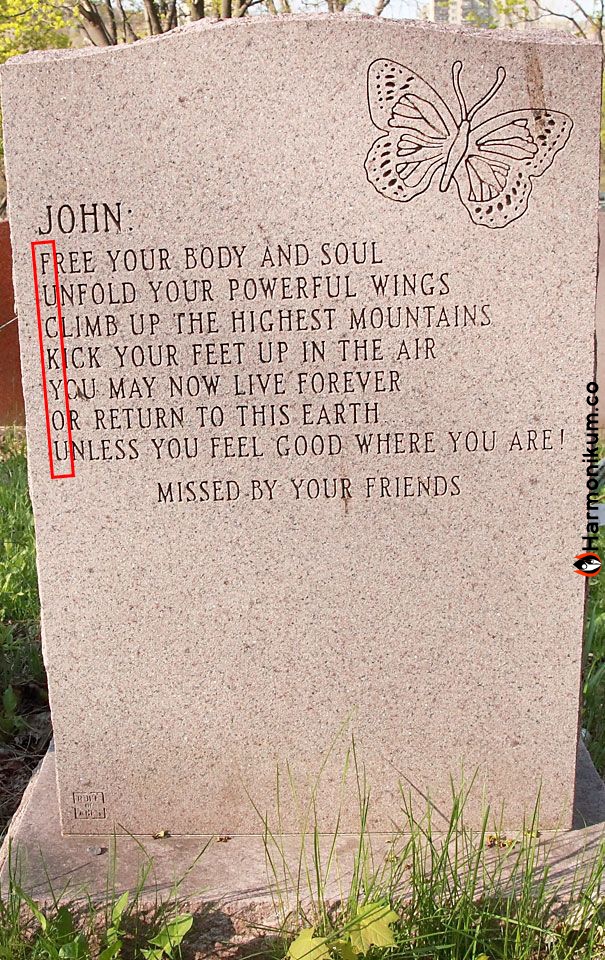 JOHN:
FREE YOUR BODY AND SOUL
UNFOLD YOUR POWERFUL WINGS
CLIMB UP THE HIGHEST MOUNTAINS
KICK YOUR FEET UP IN THE AIR
YOU MAY NOW LIVE FOREVER
OR RETURN TO THIS EARTH
UNLESS YOU FEEL GOOD WHERE YOU ARE!
MISSED BY YOUR FRIENDS
Harmonikum.co